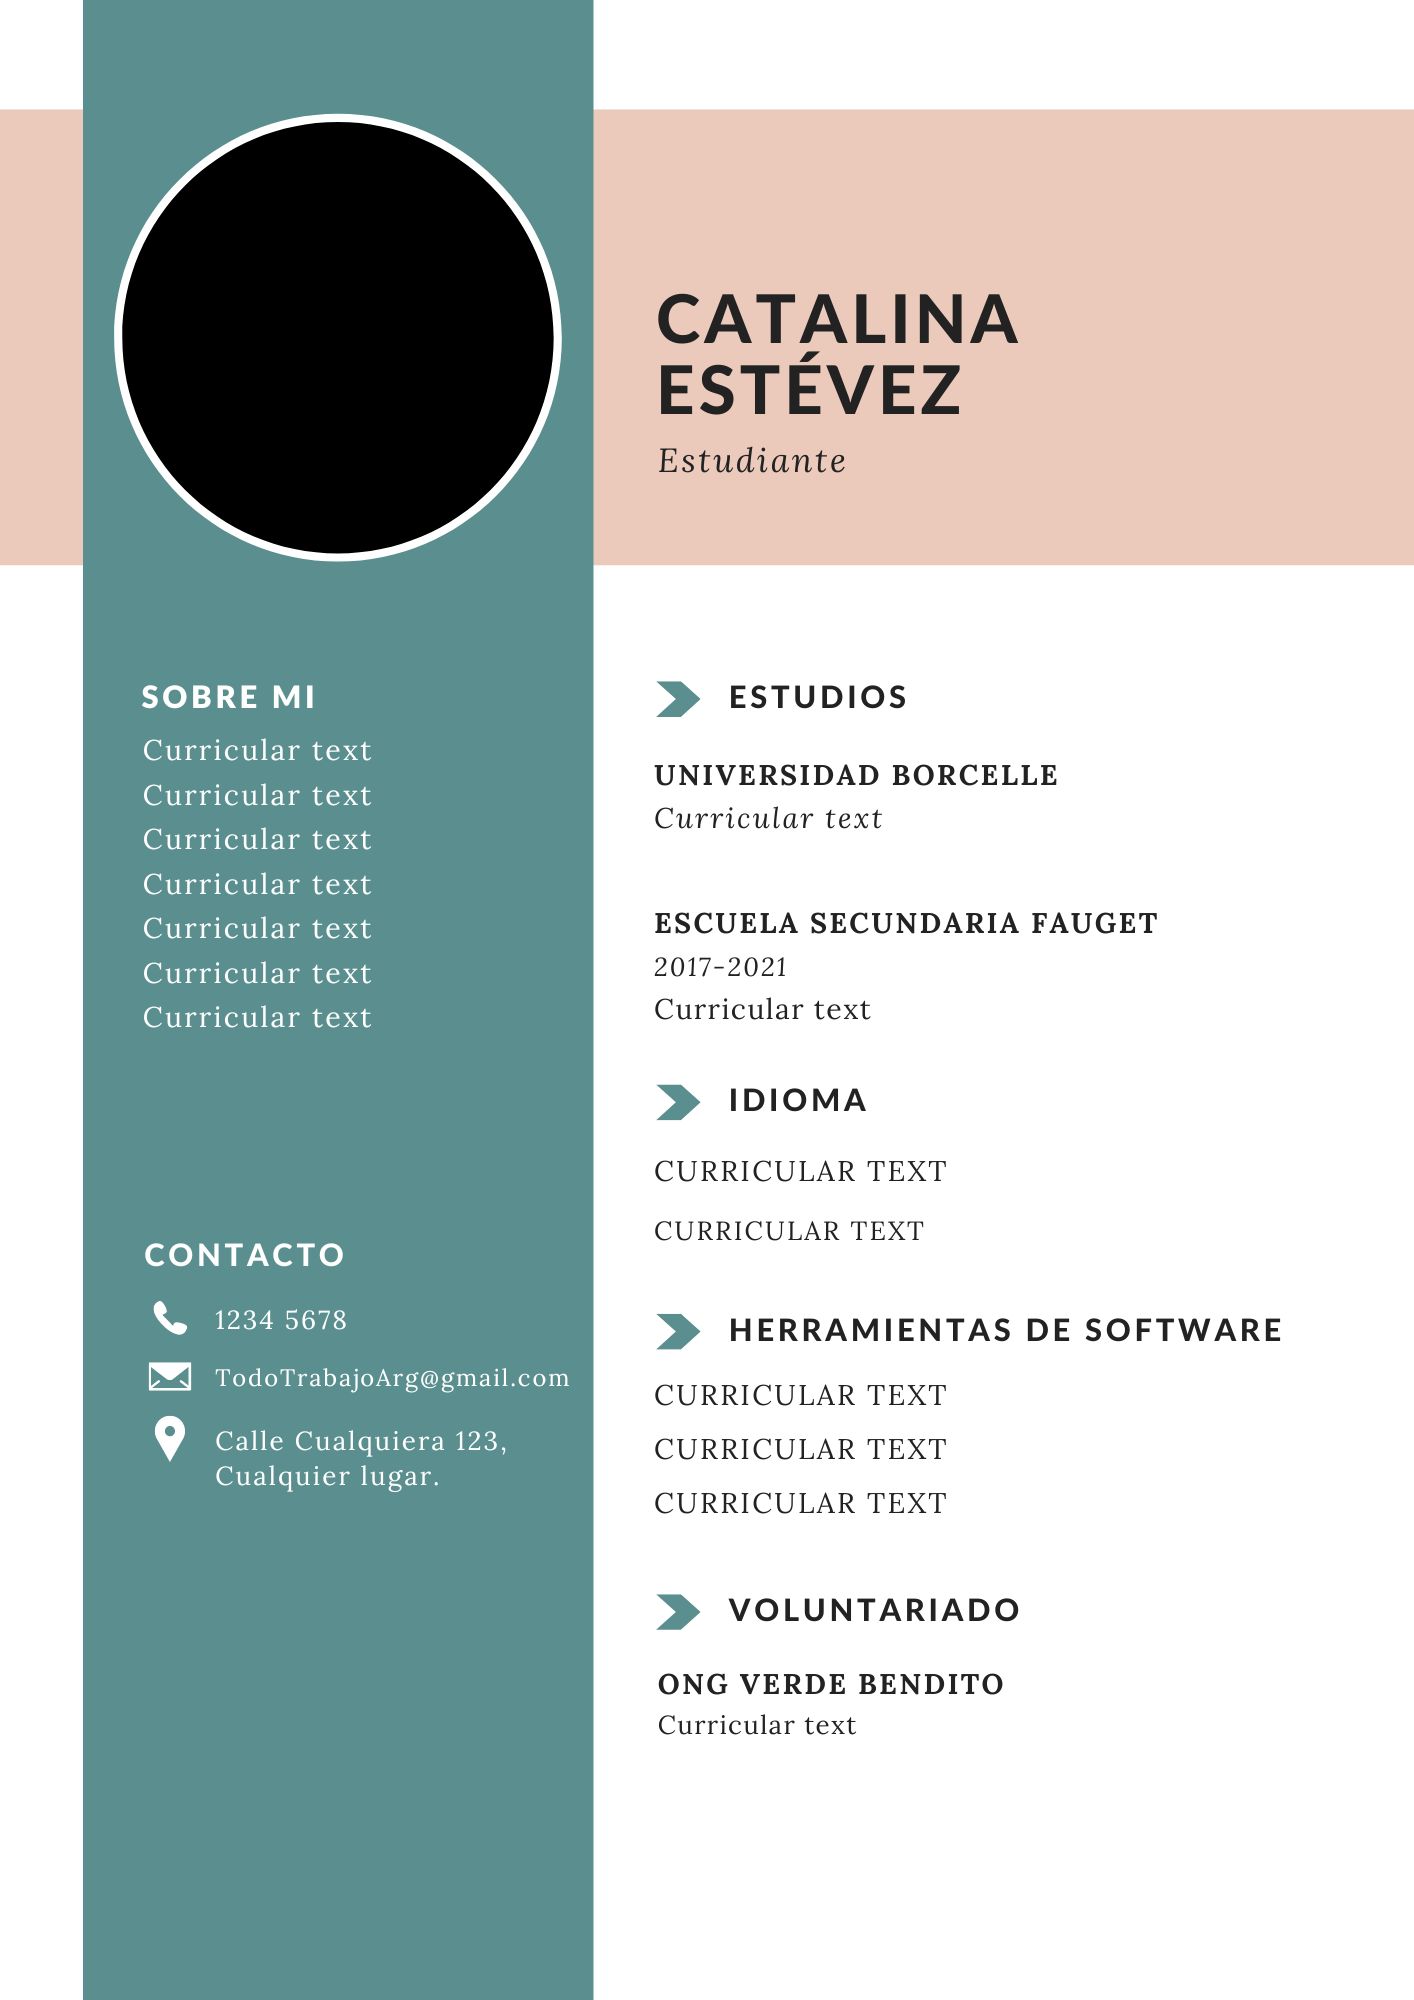 CATALINA
ESTÉVEZ
Estudiante
SOBRE MI
Curricular text
Curricular text
Curricular text
Curricular text
Curricular text
Curricular text
Curricular text
CONTACTO
1234 5678
TodoTrabajoArg@gmail.com
Calle Cualquiera 123,
Cualquier lugar.
ESTUDIOS
UNIVERSIDAD BORCELLE
Curricular text
ESCUELA SECUNDARIA FAUGET
2017-2021
Curricular text
IDIOMA
CURRICULAR TEXT
CURRICULAR TEXT
HERRAMIENTAS DE SOFTWARE
CURRICULAR TEXT
CURRICULAR TEXT
CURRICULAR TEXT
VOLUNTARIADO
ONG VERDE BENDITO
Curricular text